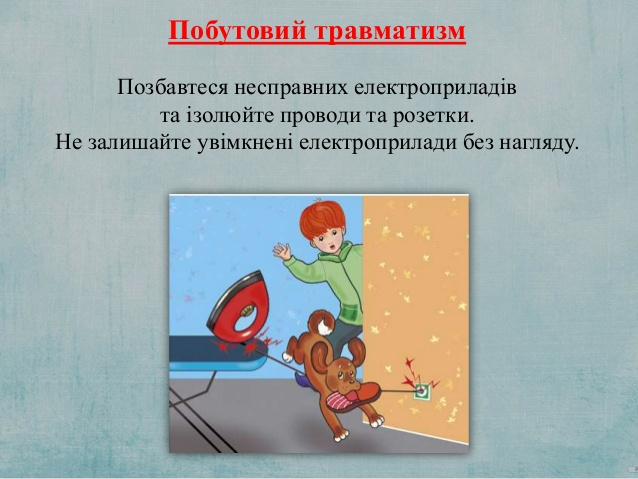 Побутовий травматизм
Позбавтеся несправних електроприладів
та ізолюйте проводи та розетки.
Не залишайте увімкнені електроприлади без нагляду.